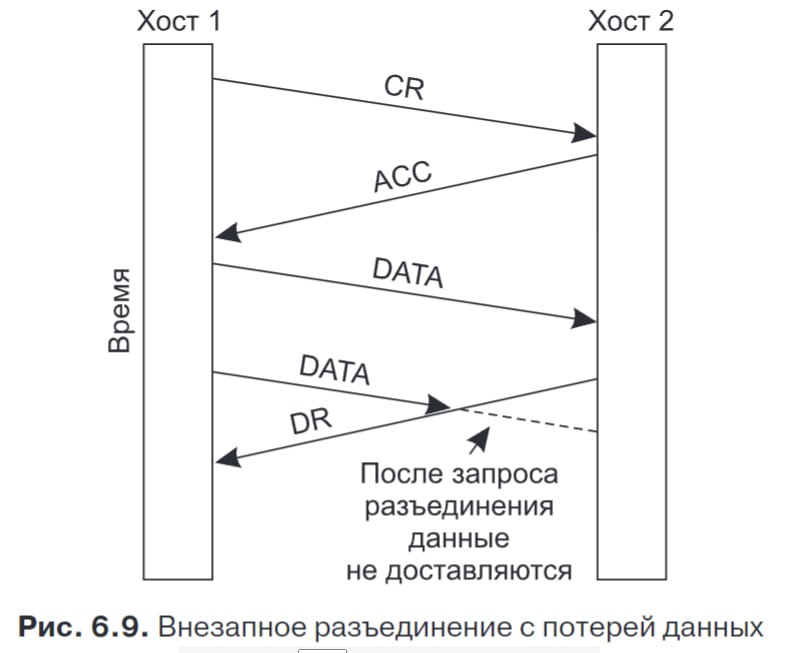 Хост 1
Хост 2
CR
ACC
DATA
Время
DATA
DR
После запроса
разъединения
данные
не доставляются
Рис. 6.9. Внезапное разъединение с потерей данных